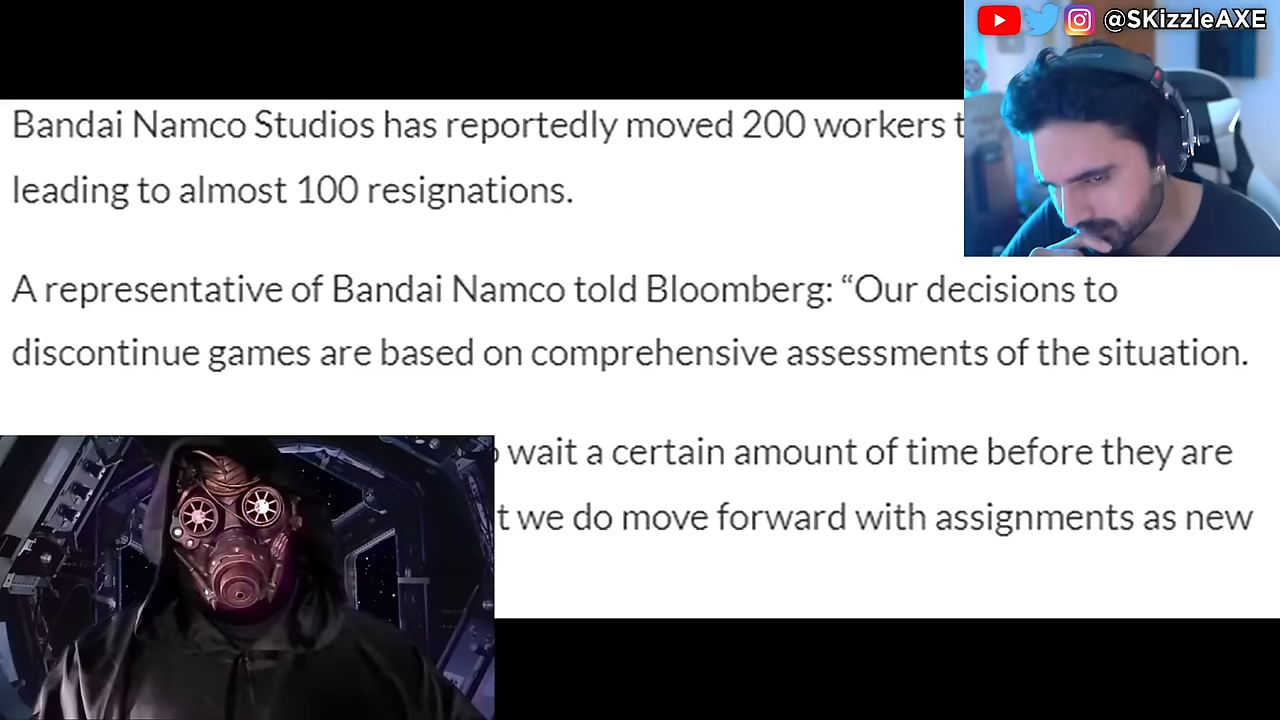 @SKizzleAXE
Bandai Namco Studios has reportedly moved 200 workers
leading to almost 100 resignations.
A representative of Bandai Namco told Bloomberg: “Our decisions to
discontinue games are based on comprehensive assessments of the situation.
wait a certain amount of time before they are
we do move forward with assignments as new